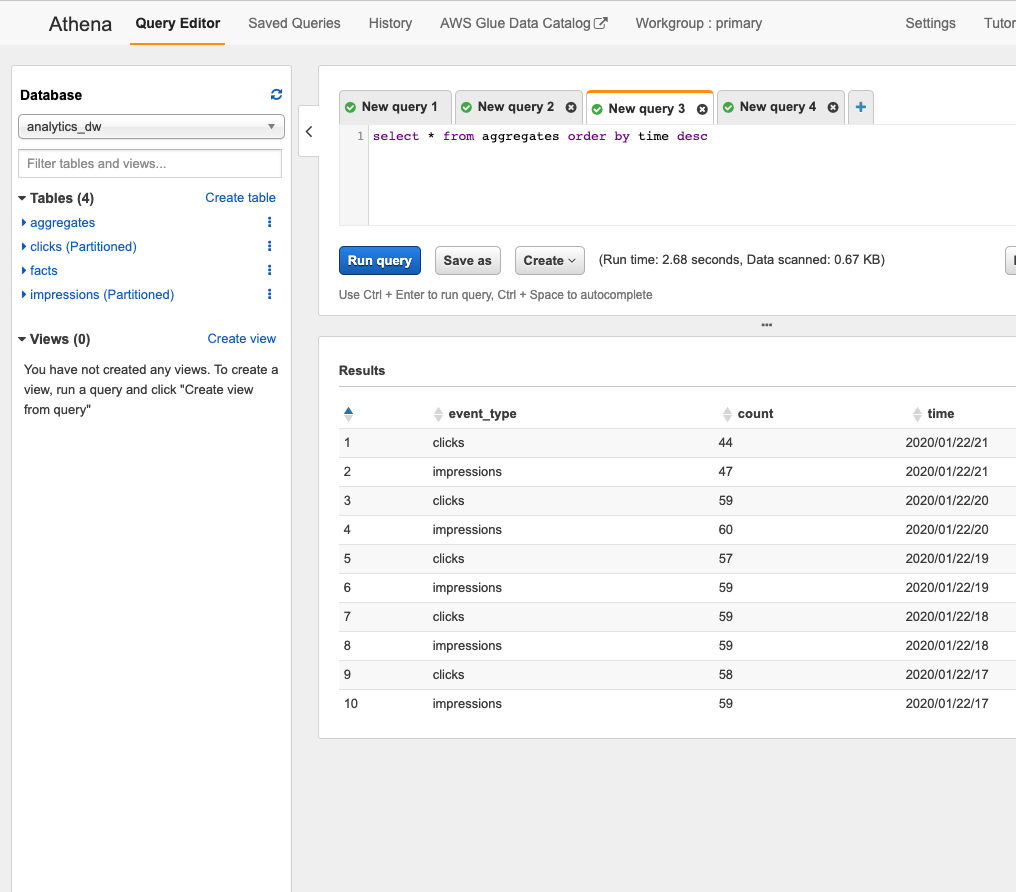 Athena Query Editor Saved Queries History AWS Glue Data Catalog Workgroup : primary Settings Tutor
Database
analytics_dw
Filter tables and views...
Tables (4) Create table
aggregates
clicks (Partitioned)
facts
impressions (Partitioned)
Views (0) Create view
You have not created any views. To create a
view, run a query and click "Create view
from query"
New query 1 New query 2 New query 3 New query 4
1 select * from aggregates order by time desc
Run query Save as Create (Run time: 2.68 seconds, Data scanned: 0.67 KB)
Use Ctrl + Enter to run query, Ctrl + Space to autocomplete
Results
event_type count time
1 clicks 44 2020/01/22/21
2 impressions 47 2020/01/22/21
3 clicks 59 2020/01/22/20
4 impressions 60 2020/01/22/20
5 clicks 57 2020/01/22/19
6 impressions 59 2020/01/22/19
7 clicks 59 2020/01/22/18
8 impressions 59 2020/01/22/18
9 clicks 58 2020/01/22/17
10 impressions 59 2020/01/22/17